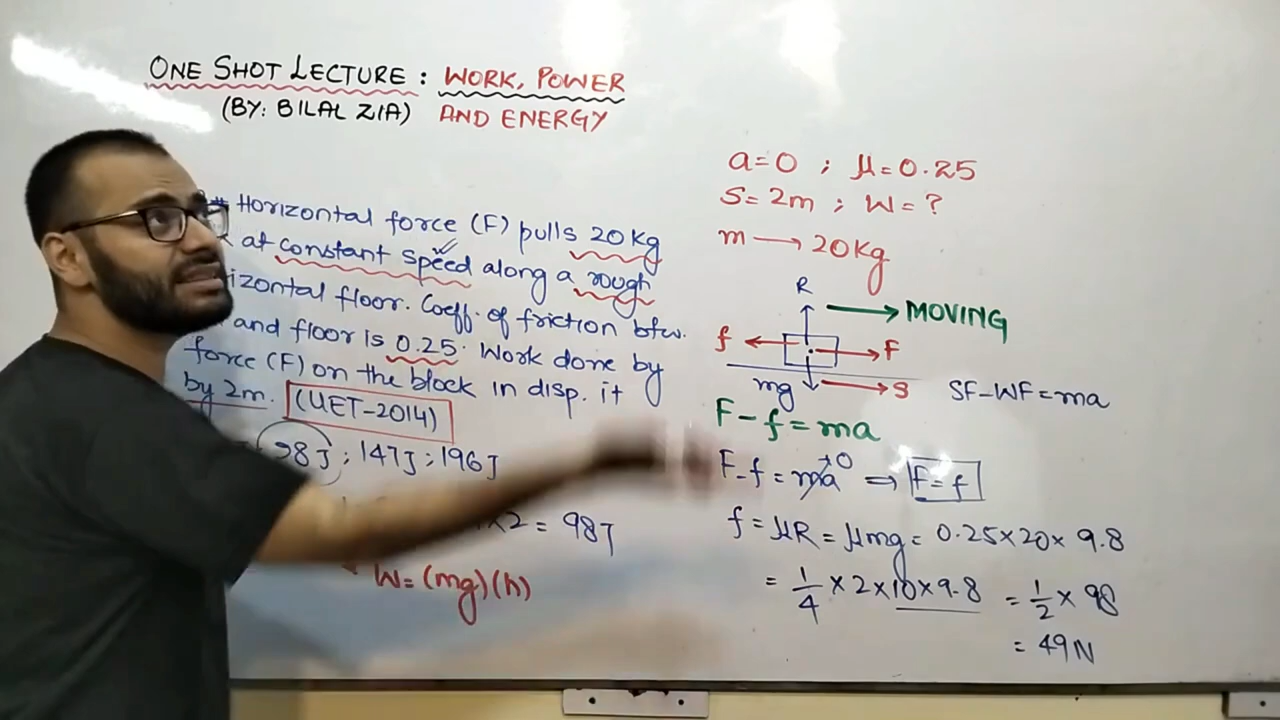 ONE SHOT LECTURE : WORK, POWER
(BY: BILAL ZIA) AND ENERGY
# Horizontal force (F) pulls 20kg
at constant speed along a rough
izontal floor. Coeff. of friction btw.
and floor is 0.25. Work done by
force (F) on the block in disp. it
by 2m. (UET-2014)
98J ; 147J ; 196J
×2 = 98J
W = (mg)(h)
a=0 ; μ=0.25
S=2m ; W=?
m → 20Kg
R
→ MOVING
f F
mg S SF-WF=ma
F-f=ma
F-f=ma→0 ⇒ F=f
f=μR=μmg=0.25×20×9.8
= 1/4 ×2×10×9.8 = 1/2 × 98
= 49N